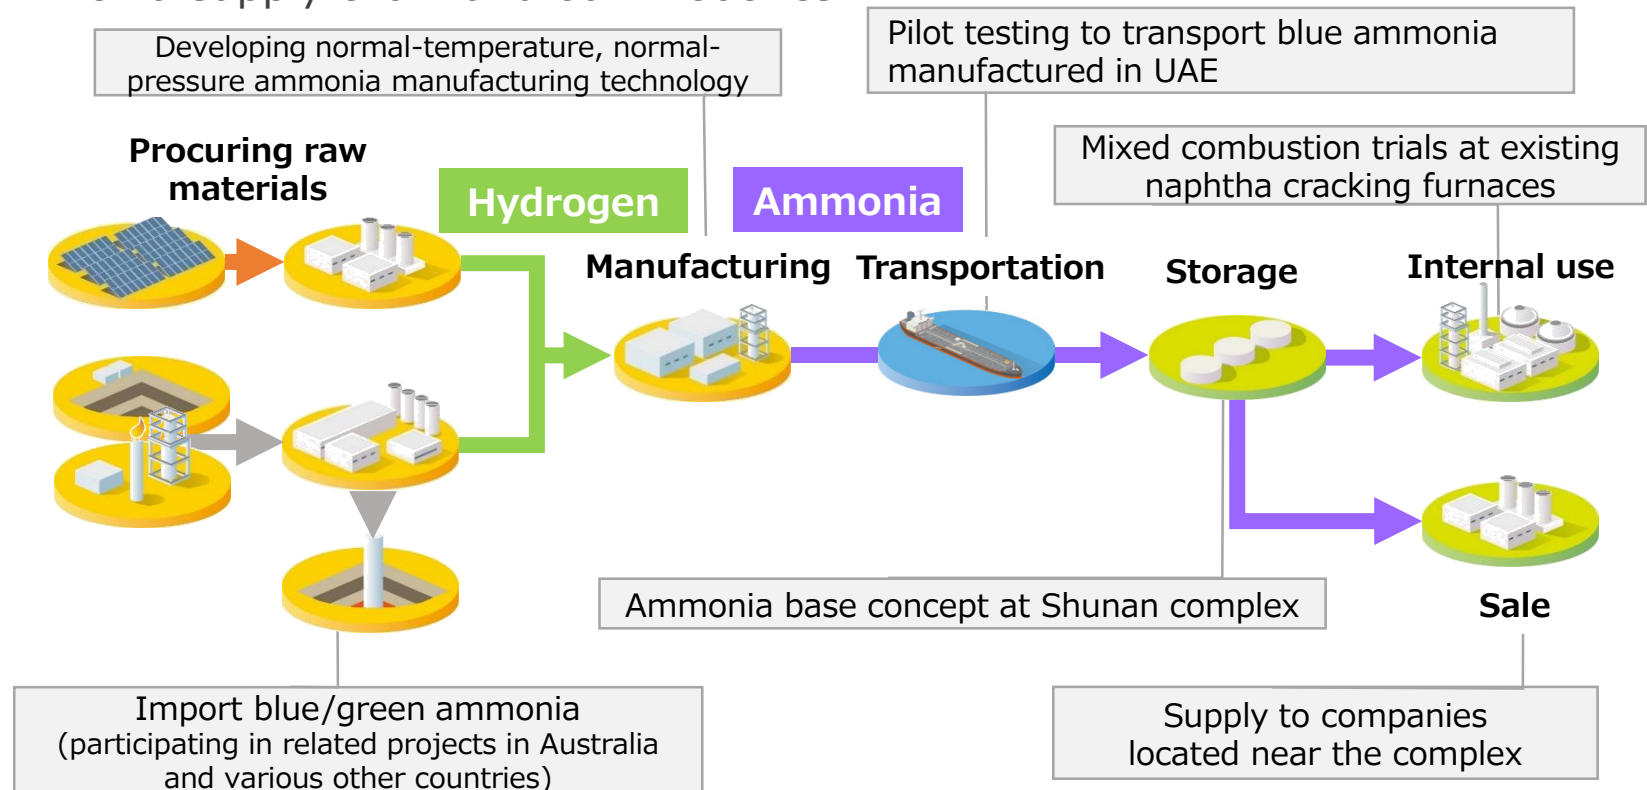 Developing normal-temperature, normal-
pressure ammonia manufacturing technology
Pilot testing to transport blue ammonia
manufactured in UAE
Mixed combustion trials at existing
naphtha cracking furnaces
Procuring raw
materials
Hydrogen
Ammonia
Manufacturing
Transportation
Storage
Internal use
Ammonia base concept at Shunan complex
Sale
Import blue/green ammonia
(participating in related projects in Australia
and various other countries)
Supply to companies
located near the complex